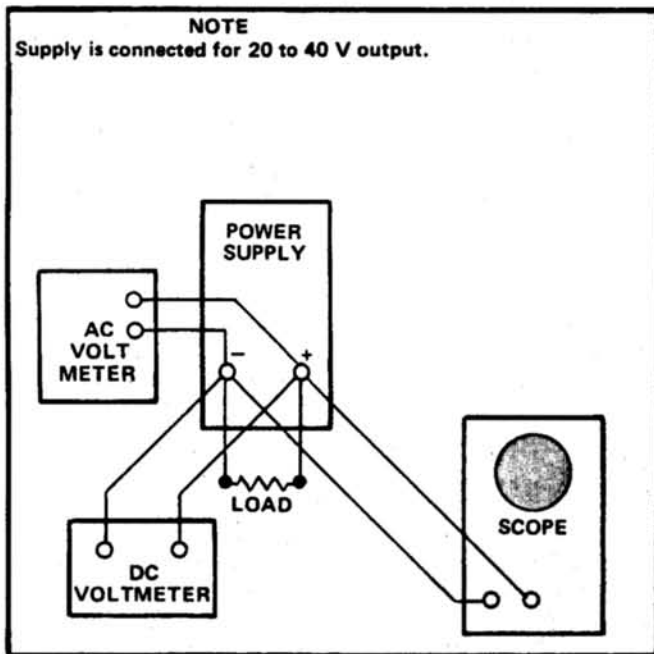 NOTE
Supply is connected for 20 to 40 V output.
POWER
SUPPLY
AC
VOLT
METER
–
+
LOAD
DC
VOLTMETER
SCOPE